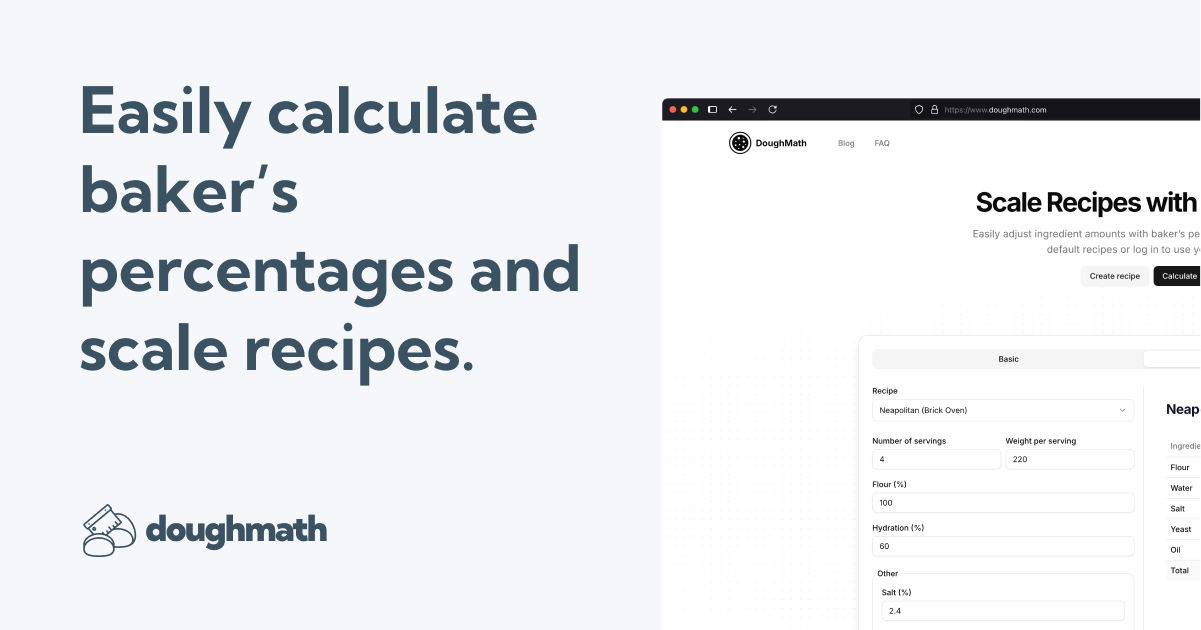 Easily calculate
baker’s
percentages and
scale recipes.
doughmath
https://www.doughmath.com
DoughMath Blog FAQ
Scale Recipes with
Easily adjust ingredient amounts with baker's pe
default recipes or log in to use y
Create recipe Calculate
Basic
Recipe
Neapolitan (Brick Oven)
Number of servings Weight per serving
4 220
Flour (%)
100
Hydration (%)
60
Other
Salt (%)
2.4
Neap
Ingredie
Flour
Water
Salt
Yeast
Oil
Total